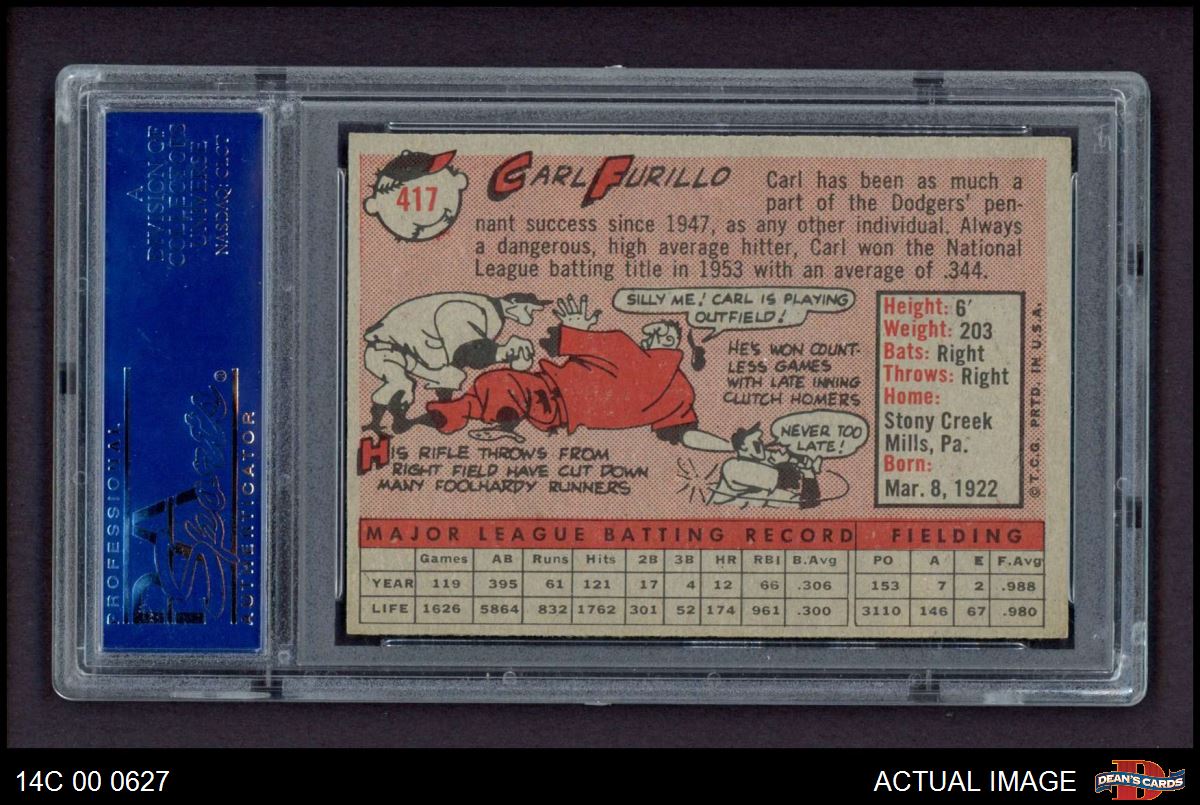 A
DIVISION OF
COLLECTORS
UNIVERSE
NASDAQ:CLCT
PROFESSIONAL
PSA
Sports®
AUTHENTICATOR
417
CARL FURILLO
Carl has been as much a
part of the Dodgers' pen-
nant success since 1947, as any other individual. Always
a dangerous, high average hitter, Carl won the National
League batting title in 1953 with an average of .344.
SILLY ME! CARL IS PLAYING
OUTFIELD!
HE'S WON COUNT-
LESS GAMES
WITH LATE INNING
CLUTCH HOMERS
NEVER TOO
LATE!
HIS RIFLE THROWS FROM
RIGHT FIELD HAVE CUT DOWN
MANY FOOLHARDY RUNNERS
Height: 6'
Weight: 203
Bats: Right
Throws: Right
Home:
Stony Creek
Mills, Pa.
Born:
Mar. 8, 1922
©T.C.G. PRTD. IN U.S.A.
MAJOR LEAGUE BATTING RECORD FIELDING
Games AB Runs Hits 2B 3B HR RBI B.Avg PO A E F.Avg
YEAR 119 395 61 121 17 4 12 66 .306 153 7 2 .988
LIFE 1626 5864 832 1762 301 52 174 961 .300 3110 146 67 .980
14C 00 0627
ACTUAL IMAGE
D
DEAN'S CARDS